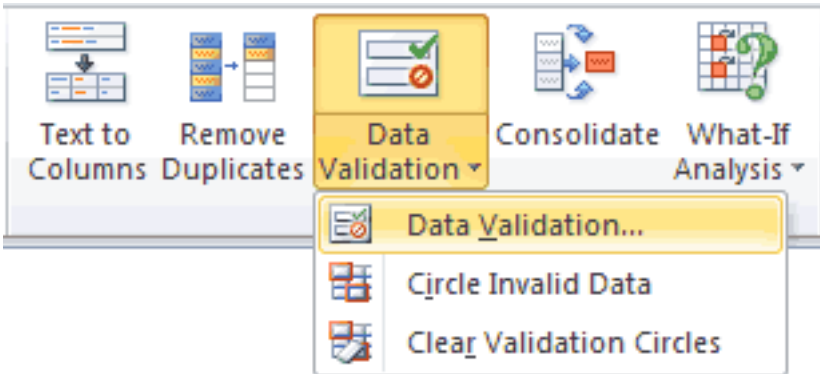 Text to Columns
Remove Duplicates
Data Validation
Consolidate
What-If Analysis
Data Validation...
Circle Invalid Data
Clear Validation Circles